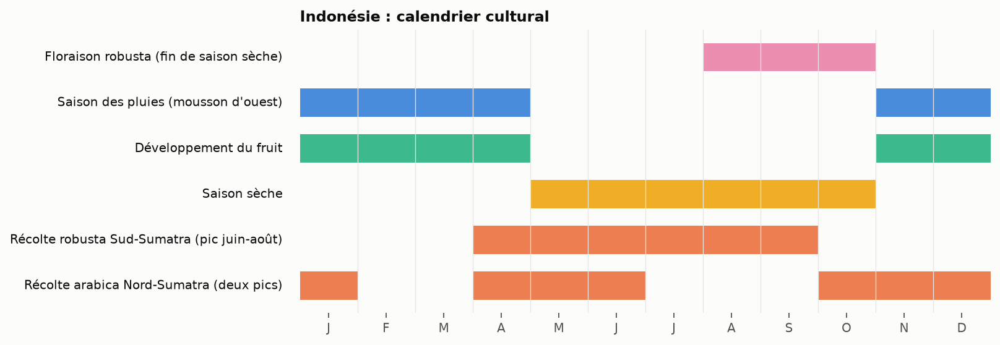 Indonésie : calendrier cultural
Floraison robusta (fin de saison sèche)
Saison des pluies (mousson d'ouest)
Développement du fruit
Saison sèche
Récolte robusta Sud-Sumatra (pic juin-août)
Récolte arabica Nord-Sumatra (deux pics)
J F M A M J J A S O N D